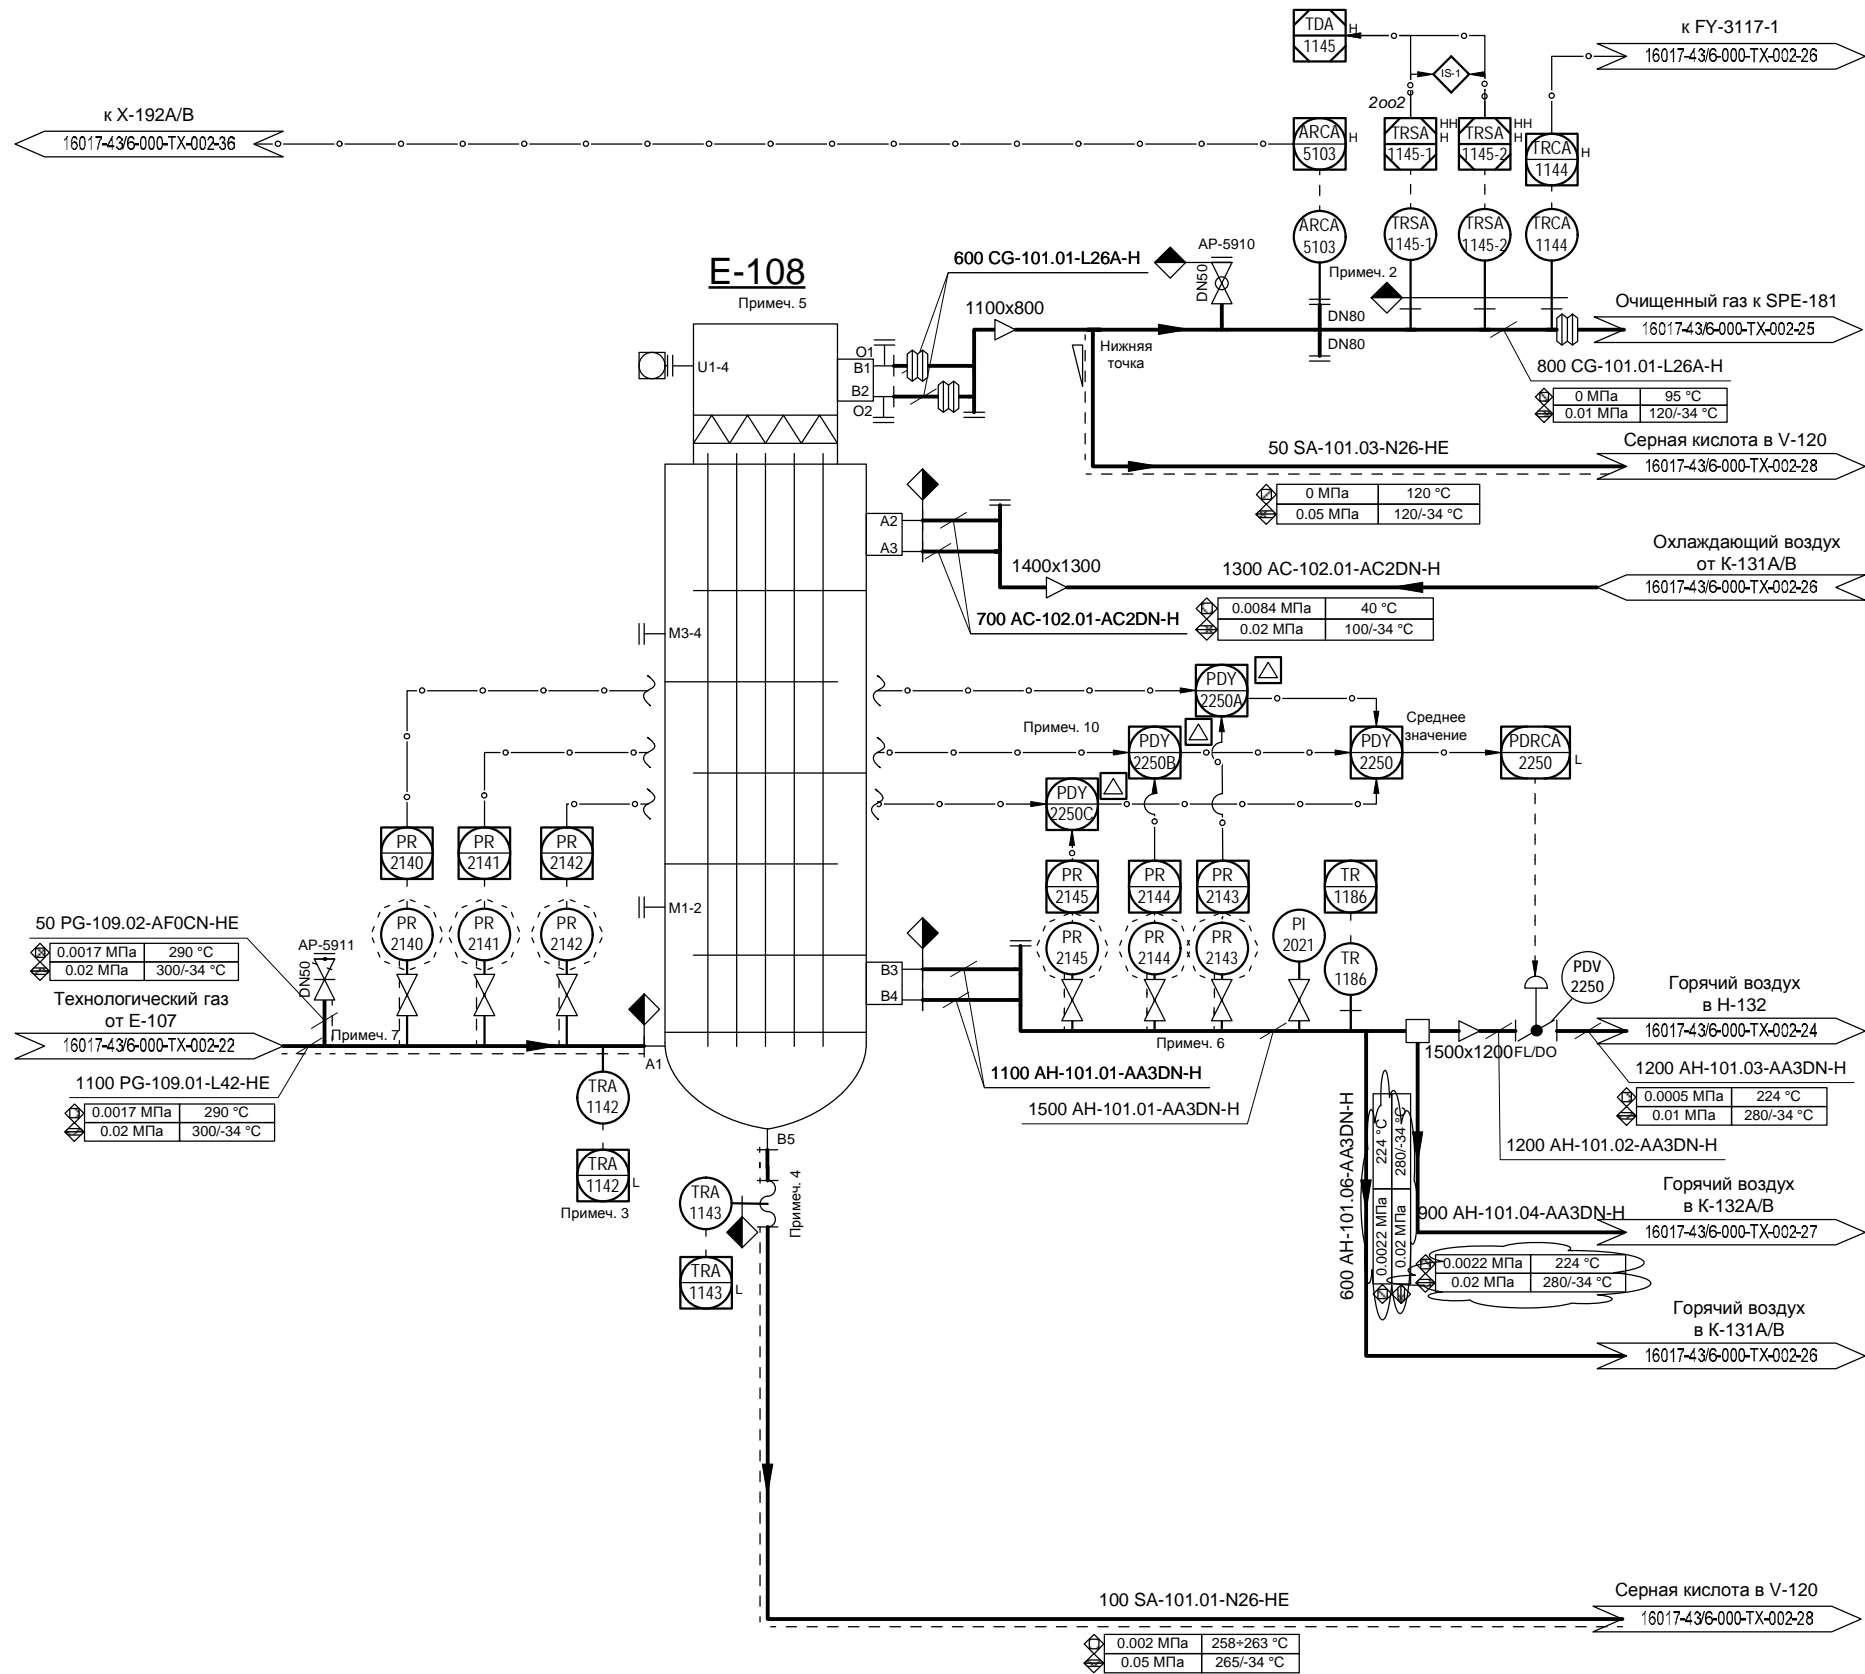 TDA
1145
H
к FY-3117-1
16017-43/6-000-TX-002-26
IS-1
2oo2
к X-192A/B
16017-43/6-000-TX-002-36
ARCA
5103
H
TRSA
1145-1
HH
H
TRSA
1145-2
HH
H
TRCA
1144
H
ARCA
5103
TRSA
1145-1
TRSA
1145-2
TRCA
1144
E-108
Примеч. 5
600 CG-101.01-L26A-H
AP-5910
DN50
Примеч. 2
1100x800
DN80
DN80
Очищенный газ к SPE-181
16017-43/6-000-TX-002-25
Нижняя
точка
O1
B1
B2
O2
U1-4
800 CG-101.01-L26A-H
0 МПа
95 °C
0.01 МПа
120/-34 °C
50 SA-101.03-N26-HE
Серная кислота в V-120
16017-43/6-000-TX-002-28
0 МПа
120 °C
0.05 МПа
120/-34 °C
A2
A3
1400x1300
1300 AC-102.01-AC2DN-H
Охлаждающий воздух
от К-131А/В
16017-43/6-000-TX-002-26
700 AC-102.01-AC2DN-H
0.0084 МПа
40 °C
0.02 МПа
100/-34 °C
M3-4
PDY
2250A
Примеч. 10
PDY
2250B
PDY
2250
Среднее
значение
PDRCA
2250
L
PDY
2250C
PR
2140
PR
2141
PR
2142
PR
2145
PR
2144
PR
2143
TR
1186
M1-2
50 PG-109.02-AF0CN-HE
0.0017 МПа
290 °C
0.02 МПа
300/-34 °C
AP-5911
DN50
PR
2140
PR
2141
PR
2142
PR
2145
PR
2144
PR
2143
PI
2021
TR
1186
PDV
2250
B3
B4
Технологический газ
от Е-107
16017-43/6-000-TX-002-22
Примеч. 7
A1
Примеч. 6
1500x1200
FL/DO
Горячий воздух
в Н-132
16017-43/6-000-TX-002-24
1100 PG-109.01-L42-HE
0.0017 МПа
290 °C
0.02 МПа
300/-34 °C
TRA
1142
TRA
1142
L
Примеч. 3
1100 AH-101.01-AA3DN-H
1500 AH-101.01-AA3DN-H
1200 AH-101.03-AA3DN-H
0.0005 МПа
224 °C
0.01 МПа
280/-34 °C
1200 AH-101.02-AA3DN-H
B5
Примеч. 4
TRA
1143
TRA
1143
L
600 AH-101.06-AA3DN-H
0.0022 МПа
224 °C
0.02 МПа
280/-34 °C
900 AH-101.04-AA3DN-H
Горячий воздух
в К-132А/В
16017-43/6-000-TX-002-27
0.0022 МПа
224 °C
0.02 МПа
280/-34 °C
Горячий воздух
в К-131А/В
16017-43/6-000-TX-002-26
100 SA-101.01-N26-HE
Серная кислота в V-120
16017-43/6-000-TX-002-28
0.002 МПа
258÷263 °C
0.05 МПа
265/-34 °C